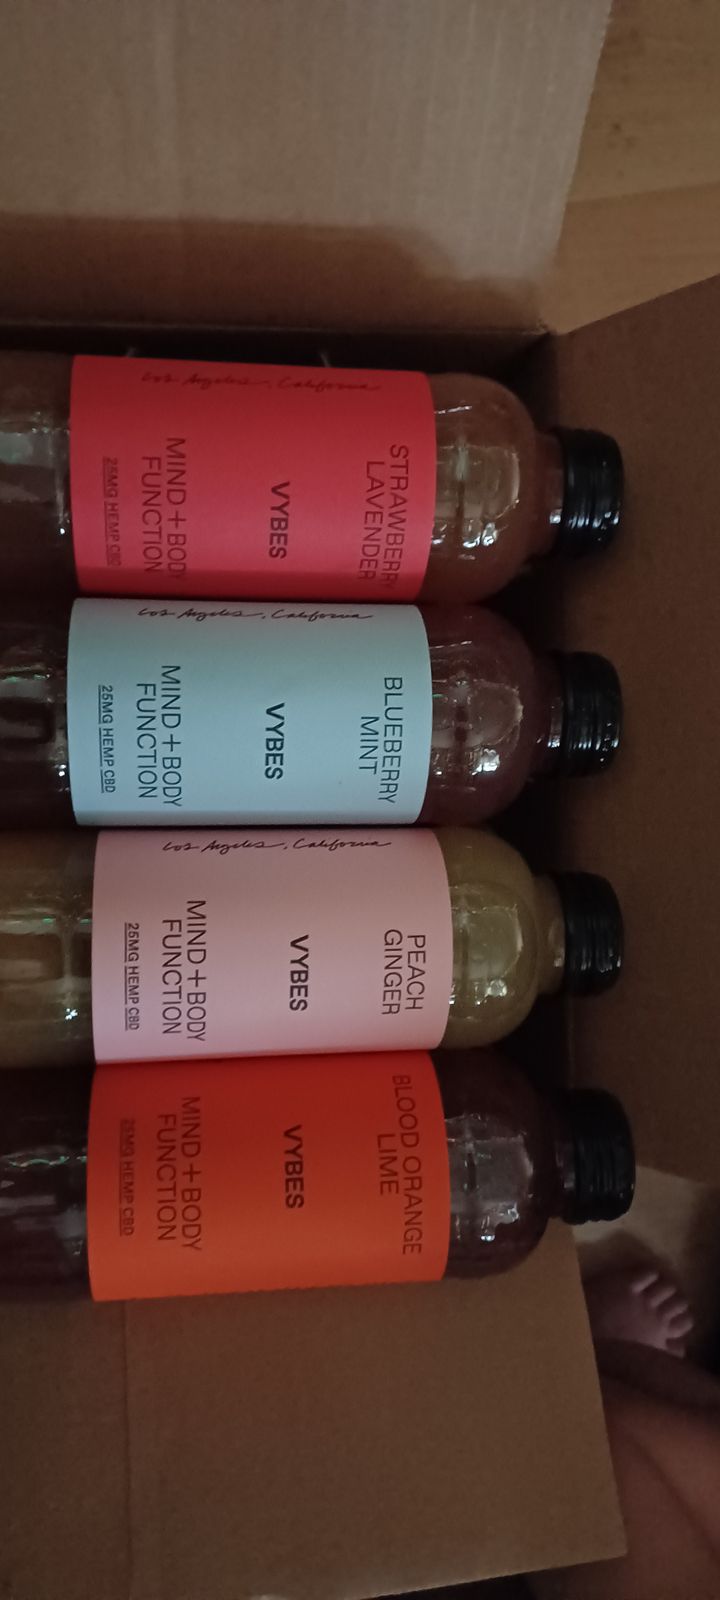 Los Angeles, California
STRAWBERRY
LAVENDER
VYBES
MIND + BODY
FUNCTION
25MG HEMP CBD
Los Angeles, California
BLUEBERRY
MINT
VYBES
MIND + BODY
FUNCTION
25MG HEMP CBD
Los Angeles, California
PEACH
GINGER
VYBES
MIND + BODY
FUNCTION
25MG HEMP CBD
BLOOD ORANGE
LIME
VYBES
MIND + BODY
FUNCTION
25MG HEMP CBD